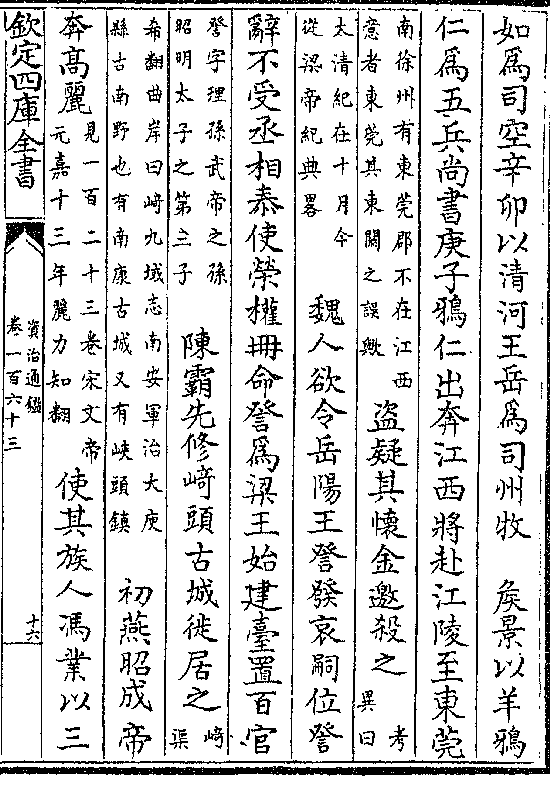 如為司空辛卯以清河王岳為司州牧　侯景以羊鴉
仁為五兵尚書庚子鴉仁出奔江西將赴江陵至東莞
南徐州有東莞郡不在江西
意者東莞其東關之誤歟
盜疑其懷金邀殺之
考
異曰
太清紀在十月今
從梁帝紀典畧
魏人欲令岳陽王詧發哀嗣位詧
辭不受丞相泰使榮權冊命詧為梁王始建臺置百官
詧字理孫武帝之孫
昭明太子之第三子
陳霸先修﨑頭古城徙居之
﨑
渠
希翻曲岸曰﨑九域志南安軍治大庾
縣古南野也有南康古城又有峽頭鎮
初燕昭成帝
奔高麗
見一百二十三卷宋文帝
元嘉十三年麗力知翻
使其族人馮業以三
欽定四庫全書
資治通鑑
卷一百六十三
十六